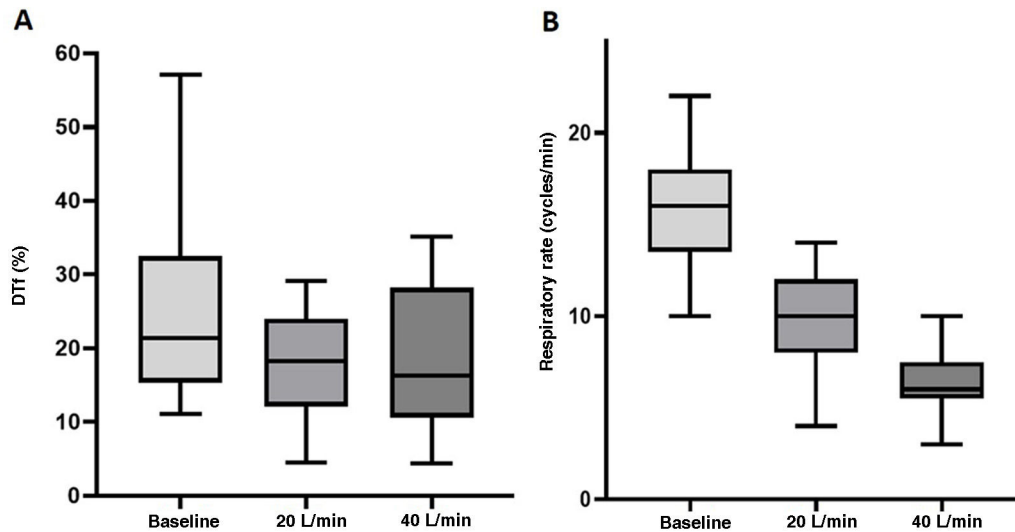 A
60
50
40
30
20
10
0
DTf (%)
Baseline
20 L/min
40 L/min
B
20
10
0
Respiratory rate (cycles/min)
Baseline
20 L/min
40 L/min